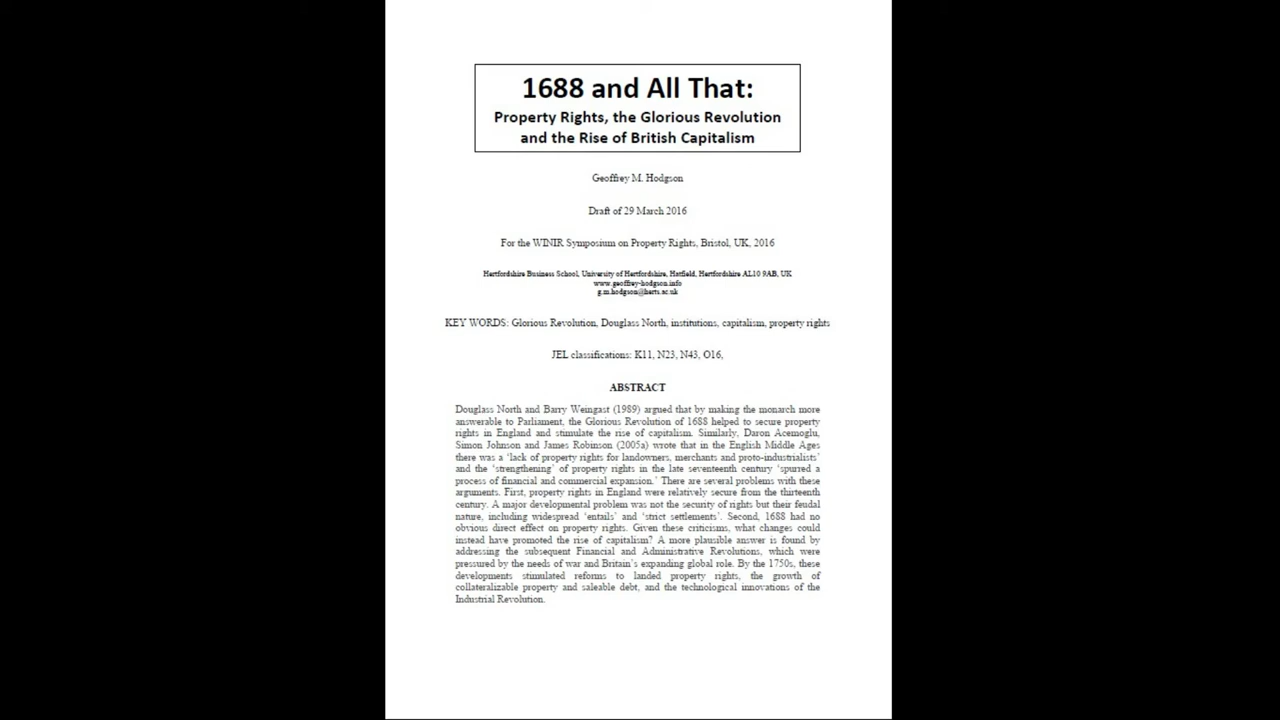 1688 and All That:
Property Rights, the Glorious Revolution
and the Rise of British Capitalism
Geoffrey M. Hodgson
Draft of 29 March 2016
For the WINIR Symposium on Property Rights, Bristol, UK, 2016
Hertfordshire Business School, University of Hertfordshire, Hatfield, Hertfordshire AL10 9AB, UK
www.geoffrey-hodgson.info
g.m.hodgson@herts.ac.uk
KEY WORDS: Glorious Revolution, Douglass North, institutions, capitalism, property rights
JEL classifications: K11, N23, N43, O16,
ABSTRACT
Douglass North and Barry Weingast (1989) argued that by making the monarch more
answerable to Parliament, the Glorious Revolution of 1688 helped to secure property
rights in England and stimulate the rise of capitalism. Similarly, Daron Acemoglu,
Simon Johnson and James Robinson (2005a) wrote that in the English Middle Ages
there was a ‘lack of property rights for landowners, merchants and proto-industrialists’
and the ‘strengthening’ of property rights in the late seventeenth century ‘spurred a
process of financial and commercial expansion.’ There are several problems with these
arguments. First, property rights in England were relatively secure from the thirteenth
century. A major developmental problem was not the security of rights but their feudal
nature, including widespread ‘entails’ and ‘strict settlements’. Second, 1688 had no
obvious direct effect on property rights. Given these criticisms, what changes could
instead have promoted the rise of capitalism? A more plausible answer is found by
addressing the subsequent Financial and Administrative Revolutions, which were
pressured by the needs of war and Britain’s expanding global role. By the 1750s, these
developments stimulated reforms to landed property rights, the growth of
collateralizable property and saleable debt, and the technological innovations of the
Industrial Revolution.